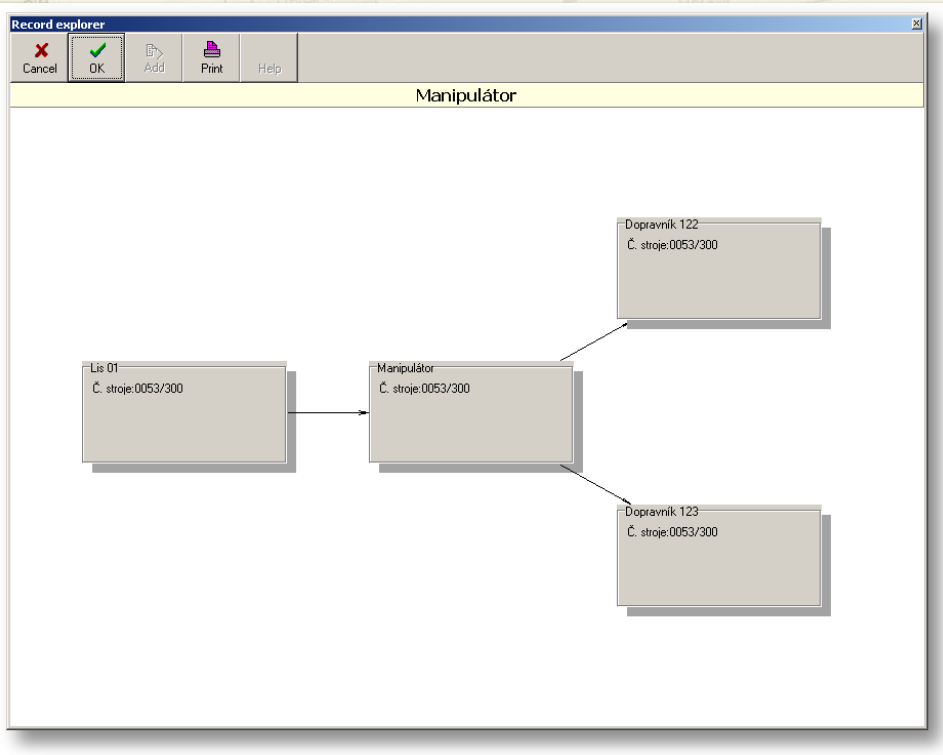 Record explorer
Cancel OK Add Print Help
Manipulátor
Dopravník 122
Č. stroje:0053/300
Lis 01
Č. stroje:0053/300
Manipulátor
Č. stroje:0053/300
Dopravník 123
Č. stroje:0053/300